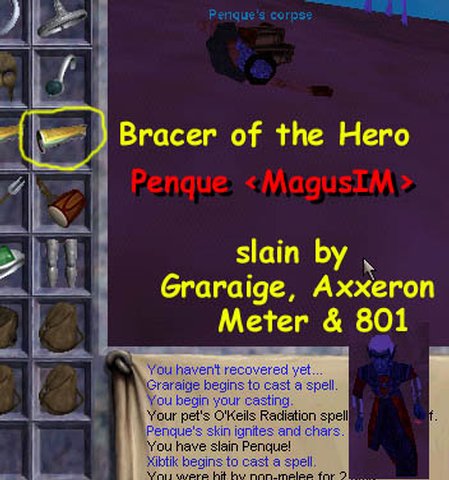 Penque's corpse
Bracer of the Hero
Penque <MagusIM>
slain by
Graraige, Axxeron
Meter & 801
You haven't recovered yet...
Graraige begins to cast a spell.
You begin your casting.
Your pet's O'Keils Radiation spell f.
Penque's skin ignites and chars.
You have slain Penque!
Xibtik begins to cast a spell.
You were hit by non-melee for 2